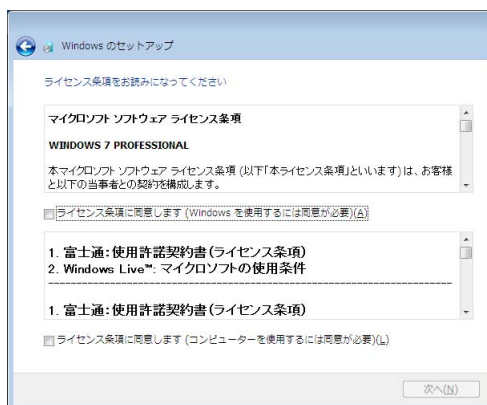 Windows のセットアップ
ライセンス条項をお読みになってください
マイクロソフト ソフトウェア ライセンス条項
WINDOWS 7 PROFESSIONAL
本マイクロソフト ソフトウェア ライセンス条項 (以下「本ライセンス条項」といいます) は、お客様
と以下の当事者との契約を構成します。
ライセンス条項に同意します (Windows を使用するには同意が必要)(A)
1. 富士通：使用許諾契約書(ライセンス条項)
2. Windows Live™: マイクロソフトの使用条件
1. 富士通：使用許諾契約書(ライセンス条項)
ライセンス条項に同意します (コンピューターを使用するには同意が必要)(L)
次へ(N)